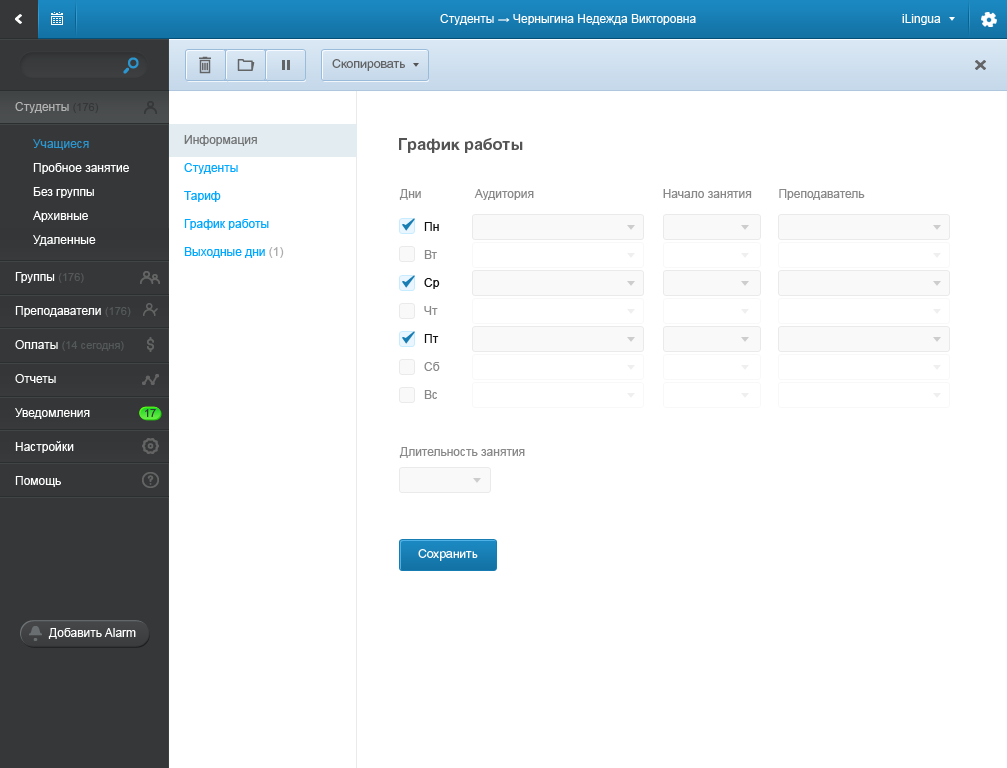 Студенты → Черныгина Надежда Викторовна
iLingua
Скопировать
Студенты (176)
Учащиеся
Пробное занятие
Без группы
Архивные
Удаленные
Группы (176)
Преподаватели (176)
Оплаты (14 сегодня)
Отчеты
Уведомления 17
Настройки
Помощь
Добавить Alarm
Информация
Студенты
Тариф
График работы
Выходные дни (1)
График работы
Дни Аудитория Начало занятия Преподаватель
Пн
Вт
Ср
Чт
Пт
Сб
Вс
Длительность занятия
Сохранить